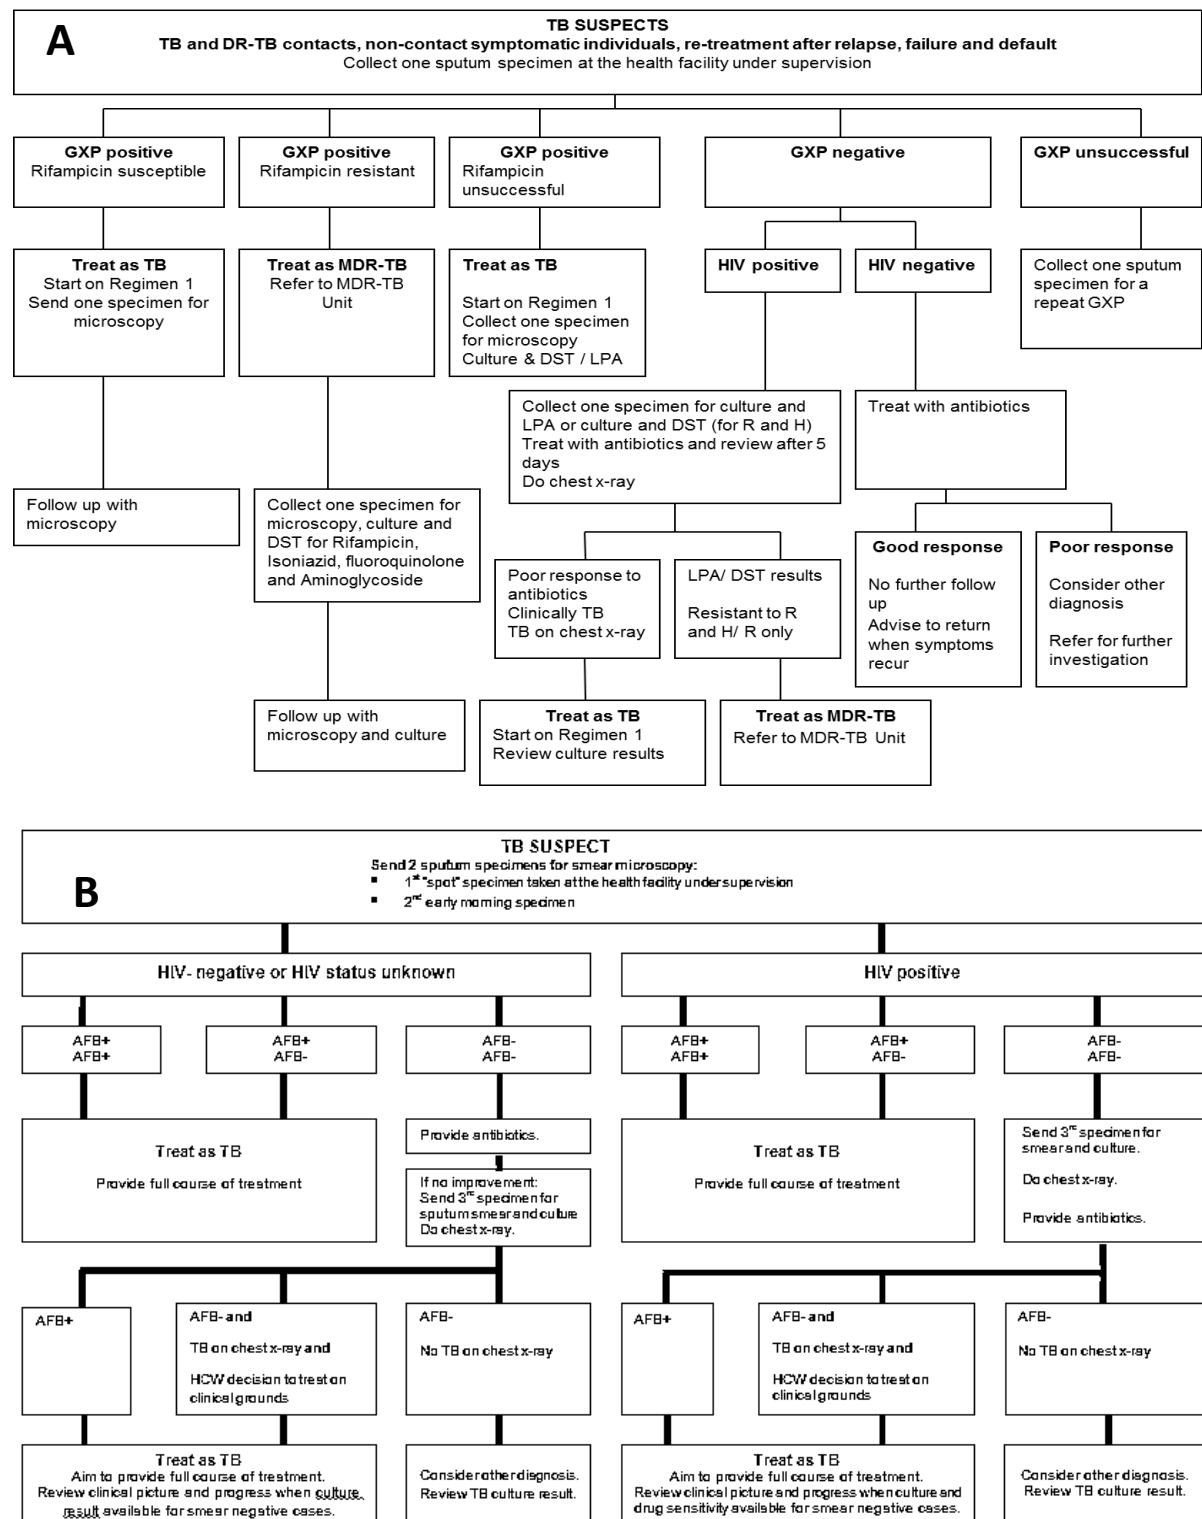 A
TB SUSPECTS
TB and DR-TB contacts, non-contact symptomatic individuals, re-treatment after relapse, failure and default
Collect one sputum specimen at the health facility under supervision
GXP positive
Rifampicin susceptible
GXP positive
Rifampicin resistant
GXP positive
Rifampicin
unsuccessful
GXP negative
GXP unsuccessful
Treat as TB
Start on Regimen 1
Send one specimen for
microscopy
Treat as MDR-TB
Refer to MDR-TB
Unit
Treat as TB
Start on Regimen 1
Collect one specimen
for microscopy
Culture & DST / LPA
HIV positive
HIV negative
Collect one sputum
specimen for a
repeat GXP
Collect one specimen for culture and
LPA or culture and DST (for R and H)
Treat with antibiotics and review after 5
days
Do chest x-ray
Treat with antibiotics
Follow up with
microscopy
Collect one specimen for
microscopy, culture and
DST for Rifampicin,
Isoniazid, fluoroquinolone
and Aminoglycoside
Poor response to
antibiotics
Clinically TB
TB on chest x-ray
LPA/ DST results
Resistant to R
and H/ R only
Good response
No further follow
up
Advise to return
when symptoms
recur
Poor response
Consider other
diagnosis
Refer for further
investigation
Follow up with
microscopy and culture
Treat as TB
Start on Regimen 1
Review culture results
Treat as MDR-TB
Refer to MDR-TB Unit
B
TB SUSPECT
Send 2 sputum specimens for smear microscopy:
▪ 1st "spot" specimen taken at the health facility under supervision
▪ 2nd early morning specimen
HIV- negative or HIV status unknown
HIV positive
AFB+
AFB+
AFB+
AFB-
AFB-
AFB-
AFB+
AFB+
AFB+
AFB-
AFB-
AFB-
Treat as TB
Provide full course of treatment
Provide antibiotics.
If no improvement:
Send 3rd specimen for
sputum smear and culture
Do chest x-ray.
Treat as TB
Provide full course of treatment
Send 3rd specimen for
smear and culture.
Do chest x-ray.
Provide antibiotics.
AFB+
AFB- and
TB on chest x-ray and
HCW decision to treat on
clinical grounds
AFB-
No TB on chest x-ray
AFB+
AFB- and
TB on chest x-ray and
HCW decision to treat on
clinical grounds
AFB-
No TB on chest x-ray
Treat as TB
Aim to provide full course of treatment.
Review clinical picture and progress when culture
result available for smear negative cases.
Consider other diagnosis.
Review TB culture result.
Treat as TB
Aim to provide full course of treatment.
Review clinical picture and progress when culture and
drug sensitivity available for smear negative cases.
Consider other diagnosis.
Review TB culture result.